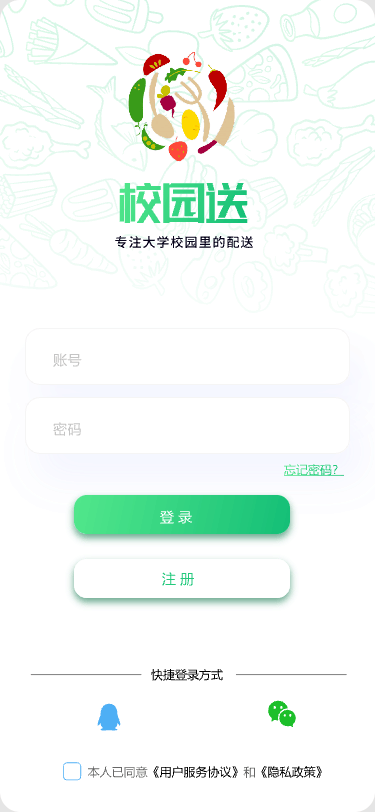 校园送
专注大学校园里的配送
账号
密码
忘记密码?
登录
注册
快捷登录方式
本人已同意《用户服务协议》和《隐私政策》